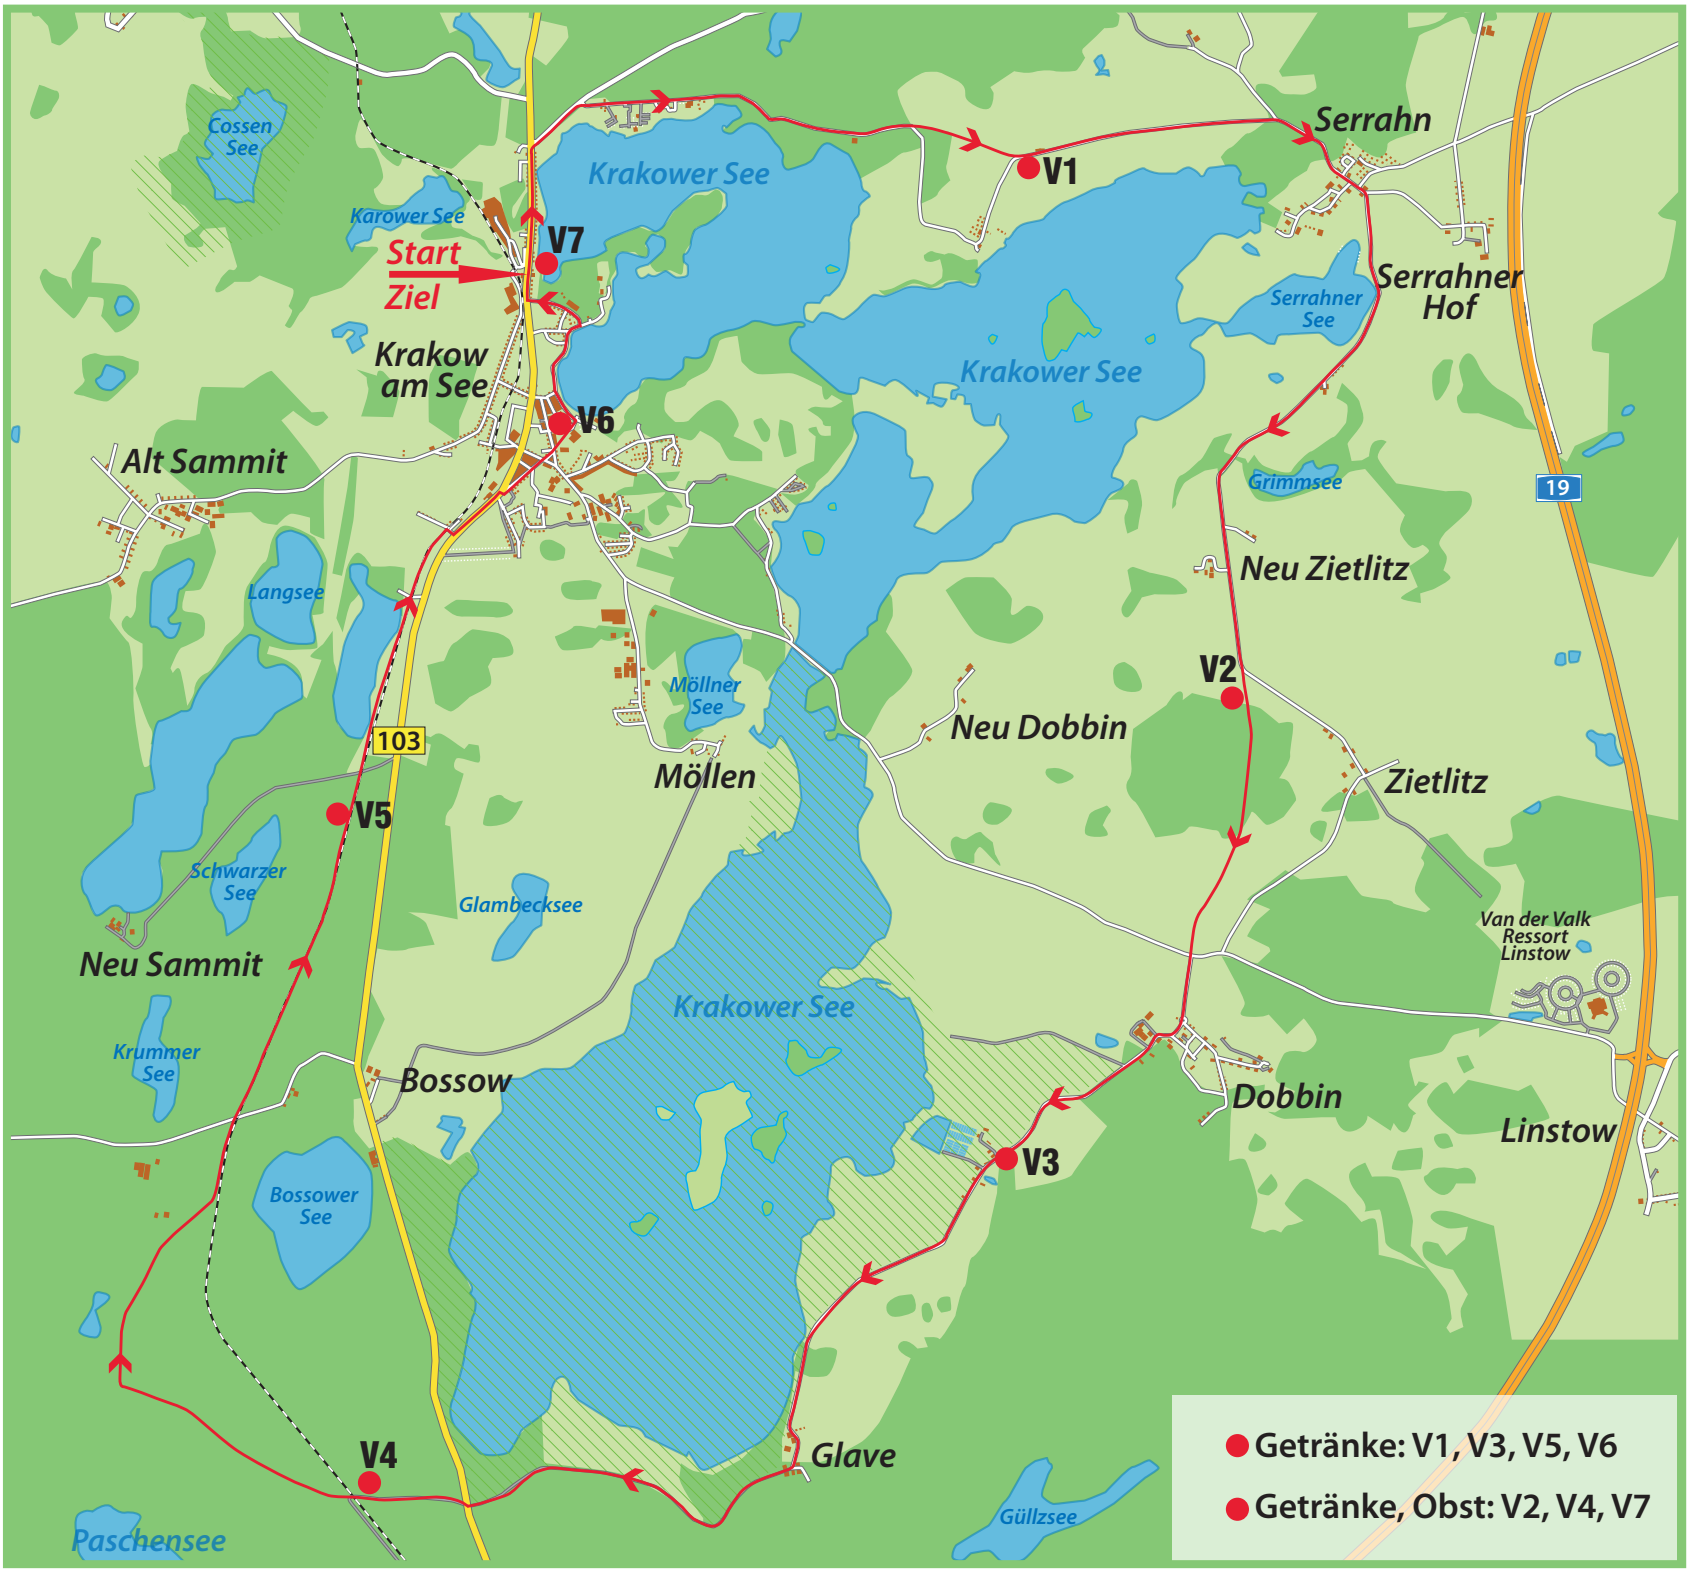 Cossen
See
Krakower See
V1
Serrahn
Karower See
Start
Ziel
V7
Serrahner
Hof
Serrahner
See
Krakow
am See
Krakower See
V6
Alt Sammit
Grimmsee
19
Langsee
Neu Zietlitz
V2
Möllner
See
Neu Dobbin
103
Möllen
Zietlitz
V5
Schwarzer
See
Glambecksee
Van der Valk
Ressort
Linstow
Neu Sammit
Krakower See
Krummer
See
Bossow
Dobbin
Linstow
V3
Bossower
See
V4
Glave
Getränke: V1, V3, V5, V6
Getränke, Obst: V2, V4, V7
Güllzsee
Paschensee